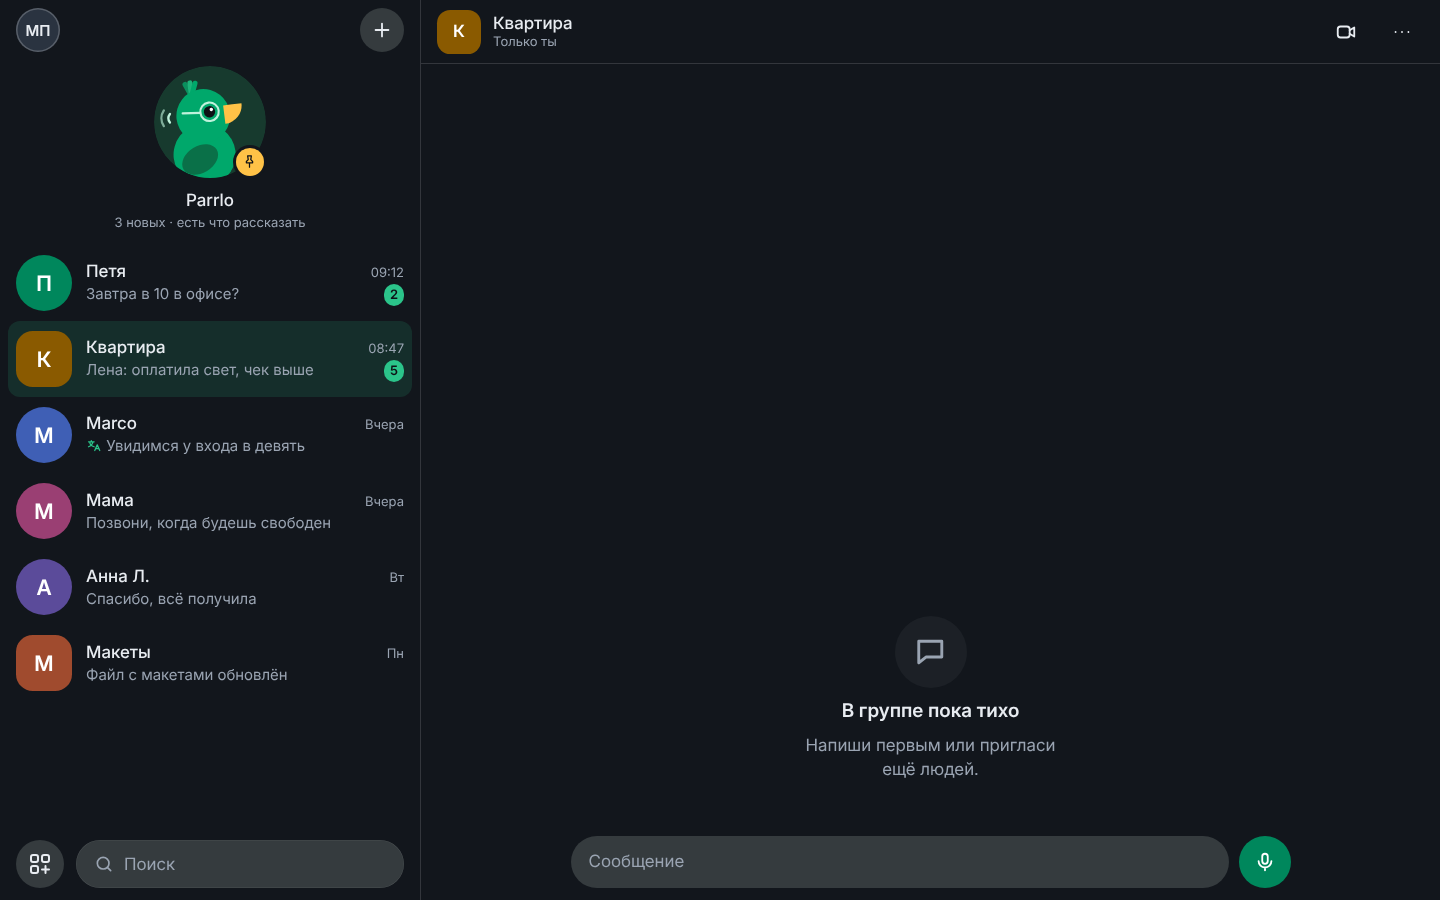 МП
Parrlo
3 новых · есть что рассказать
П
Петя
09:12
Завтра в 10 в офисе?
2
К
Квартира
08:47
Лена: оплатила свет, чек выше
5
М
Marco
Вчера
Увидимся у входа в девять
М
Мама
Вчера
Позвони, когда будешь свободен
А
Анна Л.
Вт
Спасибо, всё получила
М
Макеты
Пн
Файл с макетами обновлён
Поиск
К
Квартира
Только ты
В группе пока тихо
Напиши первым или пригласи
ещё людей.
Сообщение